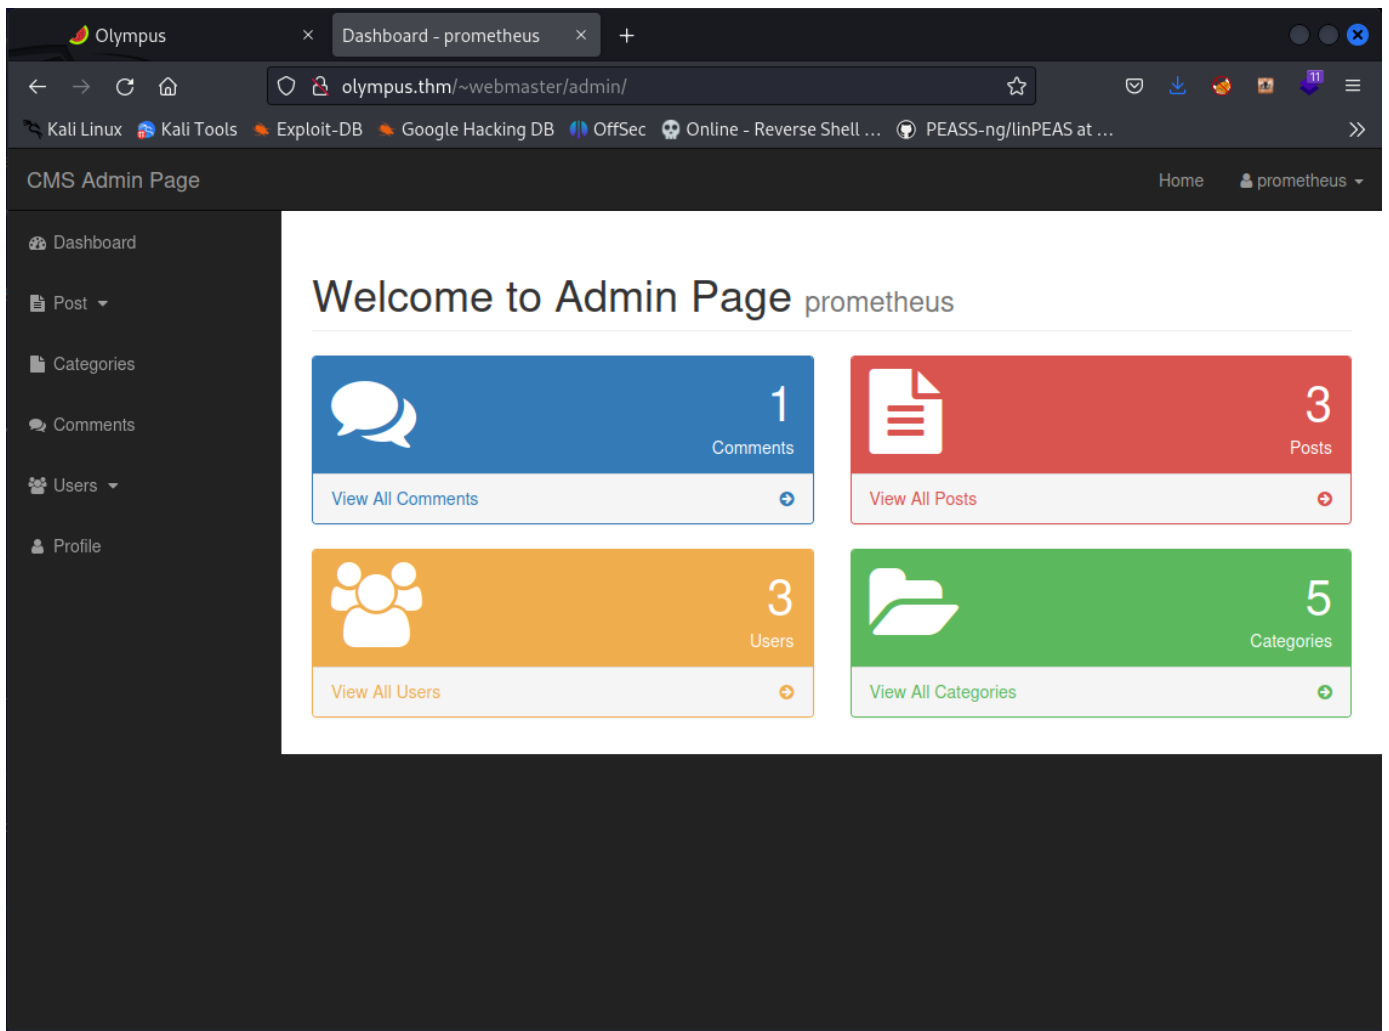 Olympus
Dashboard - prometheus
olympus.thm/~webmaster/admin/
11
Kali Linux Kali Tools Exploit-DB Google Hacking DB OffSec Online - Reverse Shell ... PEASS-ng/linPEAS at ...
CMS Admin Page
Home prometheus
Dashboard
Post
Categories
Comments
Users
Profile
Welcome to Admin Page prometheus
1
Comments
View All Comments
3
Posts
View All Posts
3
Users
View All Users
5
Categories
View All Categories